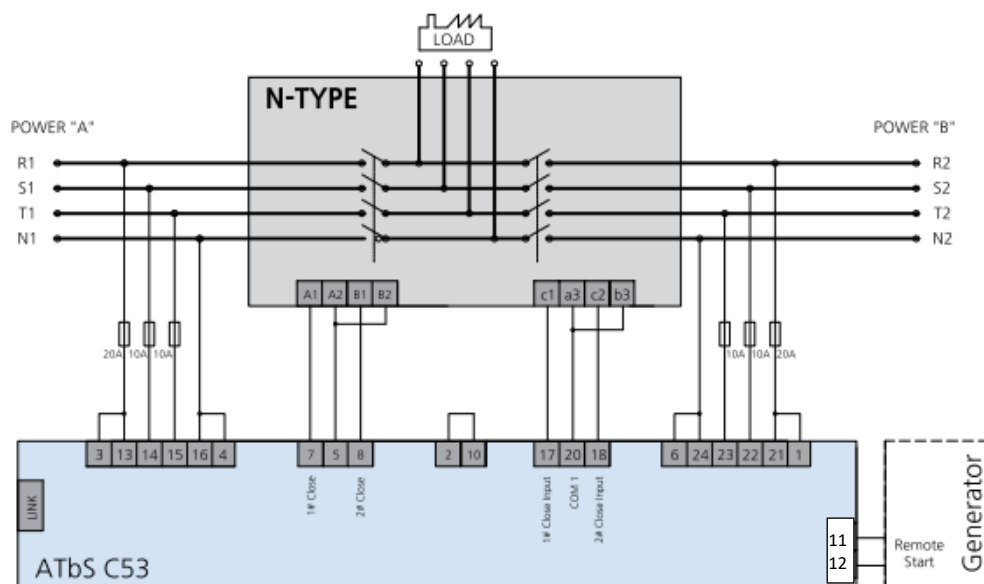 LOAD
N-TYPE
POWER "A"
POWER "B"
R1
R2
S1
S2
T1
T2
N1
N2
A1 A2 B1 B2
c1 a3 c2 b3
20A 10A 10A
10A 10A 20A
3 13 14 15 16 4
7 5 8
2 10
17 20 18
6 24 23 22 21 1
1# Close
2# Close
1# Close Input
COM 1
2# Close Input
LINK
ATbS C53
11
12
Remote
Start
Generator